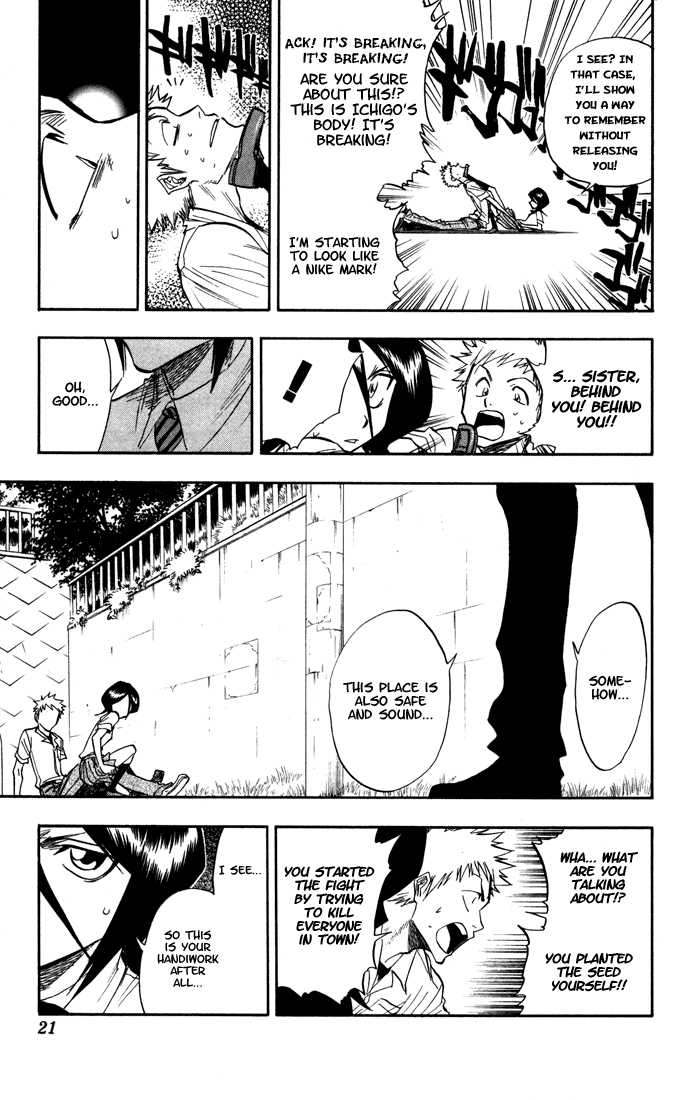 I SEE? IN
THAT CASE,
I'LL SHOW
YOU A WAY
TO REMEMBER
WITHOUT
RELEASING
YOU!
ACK! IT'S BREAKING,
IT'S BREAKING!
ARE YOU SURE
ABOUT THIS!?
THIS IS ICHIGO'S
BODY! IT'S
BREAKING!
I'M STARTING
TO LOOK LIKE
A NIKE MARK!
S... SISTER,
BEHIND
YOU! BEHIND
YOU!!
!
OH,
GOOD...
SOME-
HOW...
THIS PLACE IS
ALSO SAFE
AND SOUND...
WHA... WHAT
ARE YOU
TALKING
ABOUT!?
YOU PLANTED
THE SEED
YOURSELF!!
YOU STARTED
THE FIGHT
BY TRYING
TO KILL
EVERYONE
IN TOWN!
I SEE...
SO THIS
IS YOUR
HANDIWORK
AFTER
ALL...
21